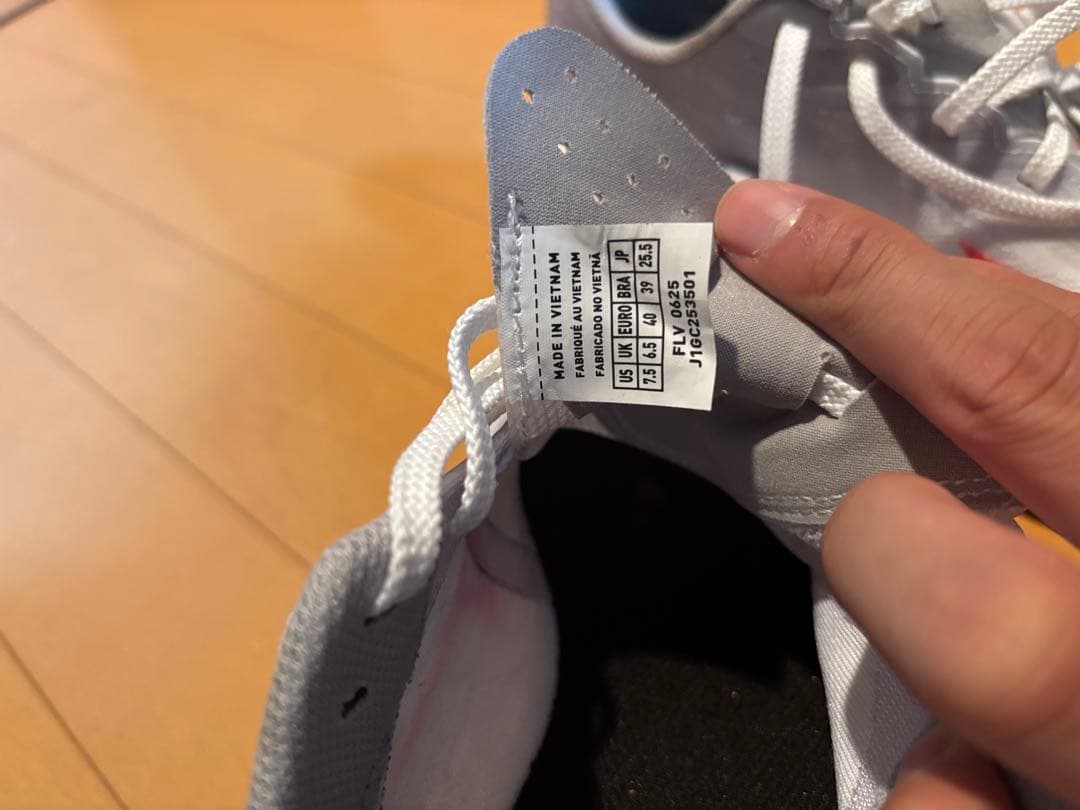 MADE IN VIETNAM
FABRIQUÉ AU VIETNAM
FABRICADO NO VIETNÃ
US UK EURO BRA JP
7.5 6.5 40 39 25.5
FLV 0625
J1GC253501